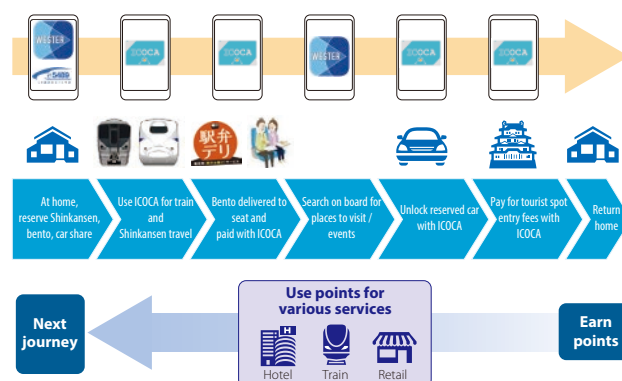 WESTER
e5489
ICOCA
ICOCA
WESTER
ICOCA
ICOCA
駅弁
デリ
At home,
reserve Shinkansen,
bento, car share
Use ICOCA for train
and
Shinkansen travel
Bento delivered to
seat and
paid with ICOCA
Search on board for
places to visit /
events
Unlock reserved car
with ICOCA
Pay for tourist spot
entry fees with
ICOCA
Return
home
Next
journey
Use points for
various services
H
Hotel
Train
Retail
Earn
points